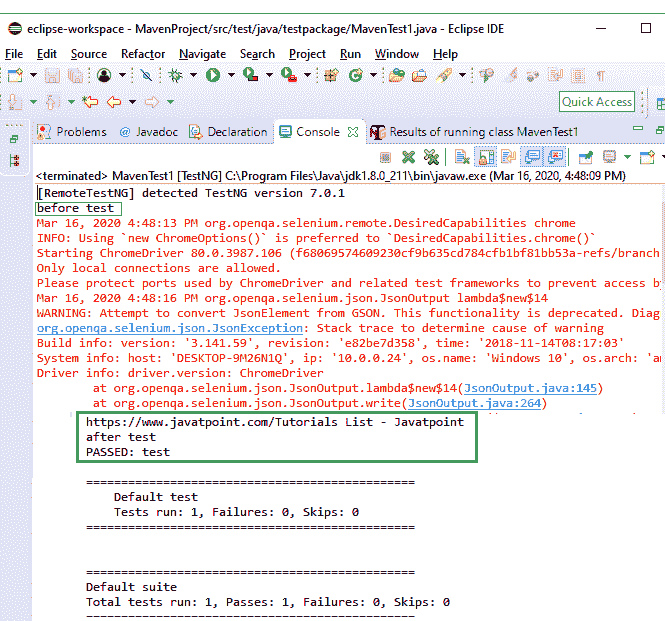 eclipse-workspace - MavenProject/src/test/java/testpackage/MavenTest1.java - Eclipse IDE
File Edit Source Refactor Navigate Search Project Run Window Help
Quick Access
Problems @ Javadoc Declaration Console Results of running class MavenTest1
<terminated> MavenTest1 [TestNG] C:\Program Files\Java\jdk1.8.0_211\bin\javaw.exe (Mar 16, 2020, 4:48:09 PM)
[RemoteTestNG] detected TestNG version 7.0.1
before test
Mar 16, 2020 4:48:13 PM org.openqa.selenium.remote.DesiredCapabilities chrome
INFO: Using `new ChromeOptions()` is preferred to `DesiredCapabilities.chrome()`
Starting ChromeDriver 80.0.3987.106 (f68069574609230cf9b635cd784cfb1bf81bb53a-refs/branch
Only local connections are allowed.
Please protect ports used by ChromeDriver and related test frameworks to prevent access by
Mar 16, 2020 4:48:16 PM org.openqa.selenium.json.JsonOutput lambda$new$14
WARNING: Attempt to convert JsonElement from GSON. This functionality is deprecated. Diag
org.openqa.selenium.json.JsonException: Stack trace to determine cause of warning
Build info: version: '3.141.59', revision: 'e82be7d358', time: '2018-11-14T08:17:03'
System info: host: 'DESKTOP-9M26N1Q', ip: '10.0.0.24', os.name: 'Windows 10', os.arch: 'am
Driver info: driver.version: ChromeDriver
at org.openqa.selenium.json.JsonOutput.lambda$new$14(JsonOutput.java:145)
at org.openqa.selenium.json.JsonOutput.write(JsonOutput.java:264)
https://www.javatpoint.com/Tutorials List - Javatpoint
after test
PASSED: test
===============================================
Default test
Tests run: 1, Failures: 0, Skips: 0
===============================================
===============================================
Default suite
Total tests run: 1, Passes: 1, Failures: 0, Skips: 0
===============================================